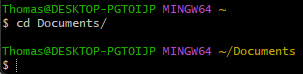 Thomas@DESKTOP-PGTOIJP MINGW64 ~
$ cd Documents/
Thomas@DESKTOP-PGTOIJP MINGW64 ~/Documents
$